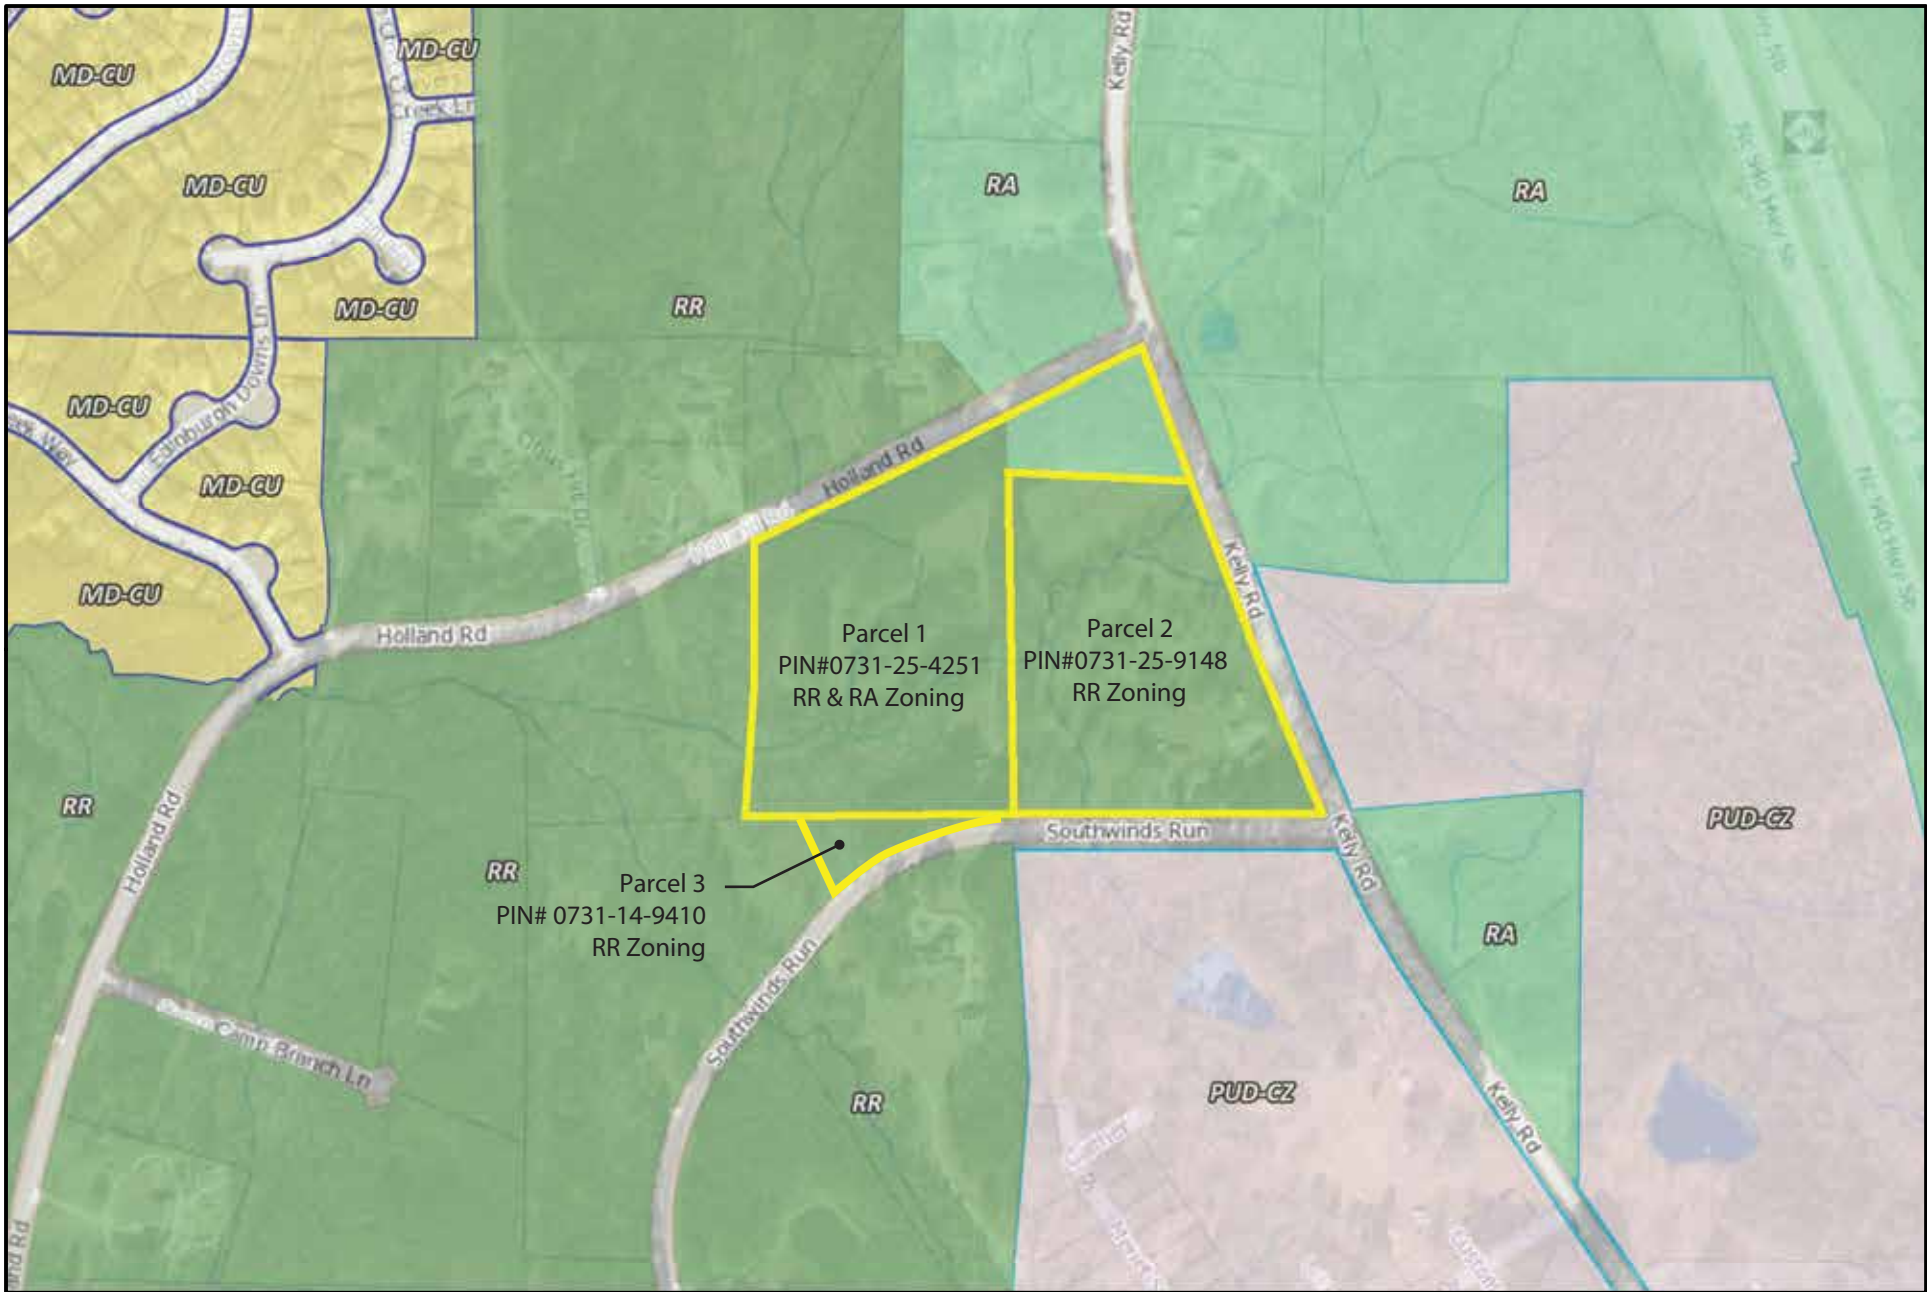 MD-CU
MD-CU
Creek Ln
Kelly Rd
MD-CU
RA
RA
MD-CU
RR
MD-CU
Edinburgh Downs Ln
MD-CU
Holland Rd
MD-CU
Kelly Rd
Holland Rd
Parcel 1
PIN#0731-25-4251
RR & RA Zoning
Parcel 2
PIN#0731-25-9148
RR Zoning
RR
Holland Rd
PUD-CZ
Southwinds Run
Kelly Rd
RR
Parcel 3
PIN# 0731-14-9410
RR Zoning
RA
Southwinds Run
Camp Branch Ln
RR
PUD-CZ
Kelly Rd